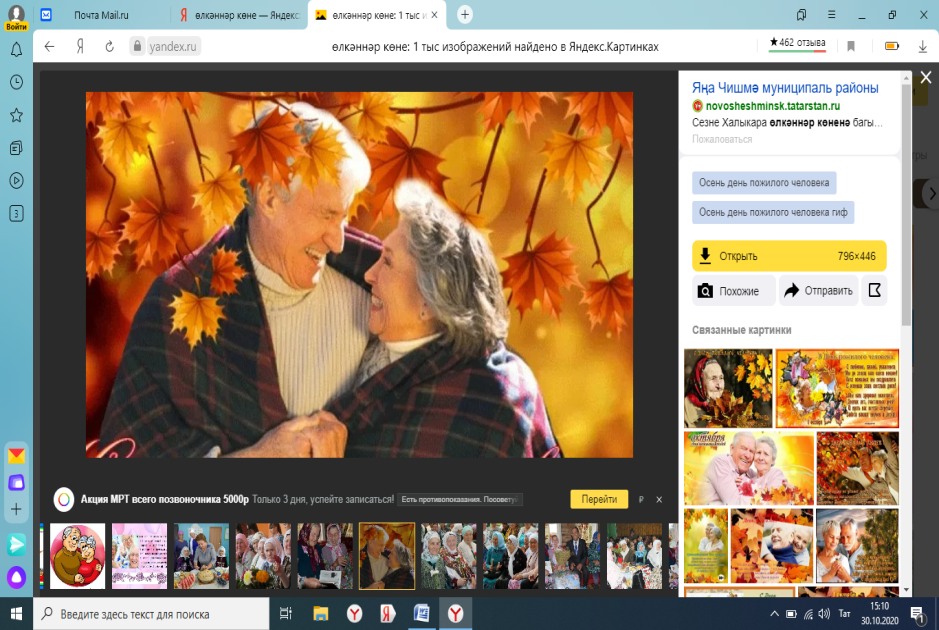 Войти
Почта Mail.ru
өлкәннәр көне — Яндекс
өлкәннәр көне: 1 тыс и
yandex.ru
өлкәннәр көне: 1 тыс изображений найдено в Яндекс.Картинках
★462 отзыва
3
Яңа Чишмә муниципаль районы
novosheshminsk.tatarstan.ru
Сезне Халыкара өлкәннәр көненә багы...
Пожаловаться
Осень день пожилого человека
Осень день пожилого человека гиф
Открыть 796×446
Похожие
Отправить
Связанные картинки
Акция МРТ всего позвоночника 5000р Только 3 дня, успейте записаться! Есть противопоказания. Посовету
Перейти
₽
Введите здесь текст для поиска
Тат
15:10
30.10.2020
1